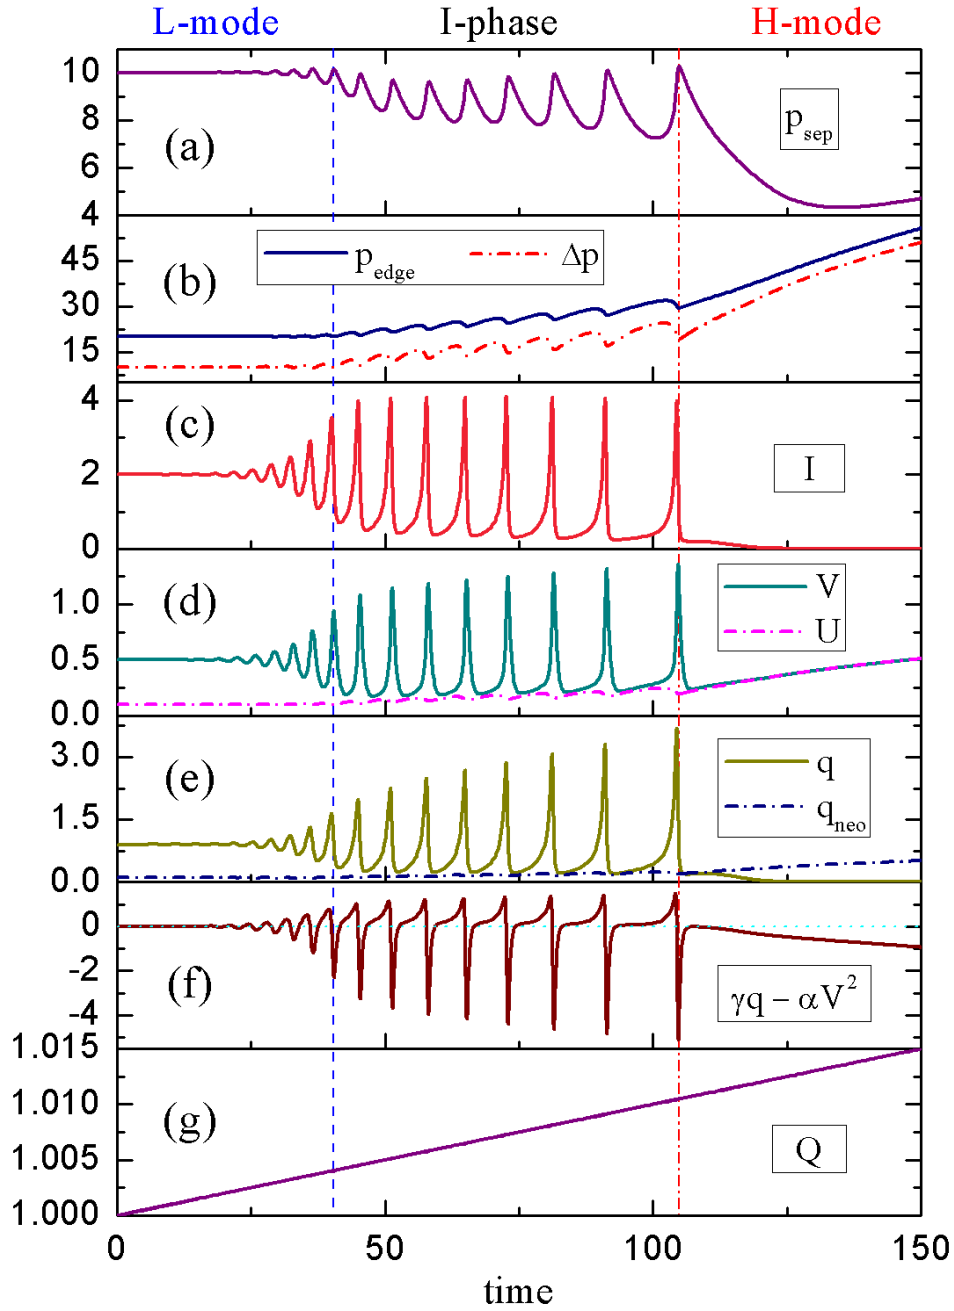 L-mode I-phase H-mode
10
8
6
4
(a)
p_sep
45
30
15
(b)
p_edge Δp
4
2
0
(c)
I
1.0
0.5
0.0
(d)
V
U
3.0
1.5
0.0
(e)
q
q_neo
0
-2
-4
(f)
γq − αV²
1.015
1.010
1.005
1.000
(g)
Q
0 50 100 150
time